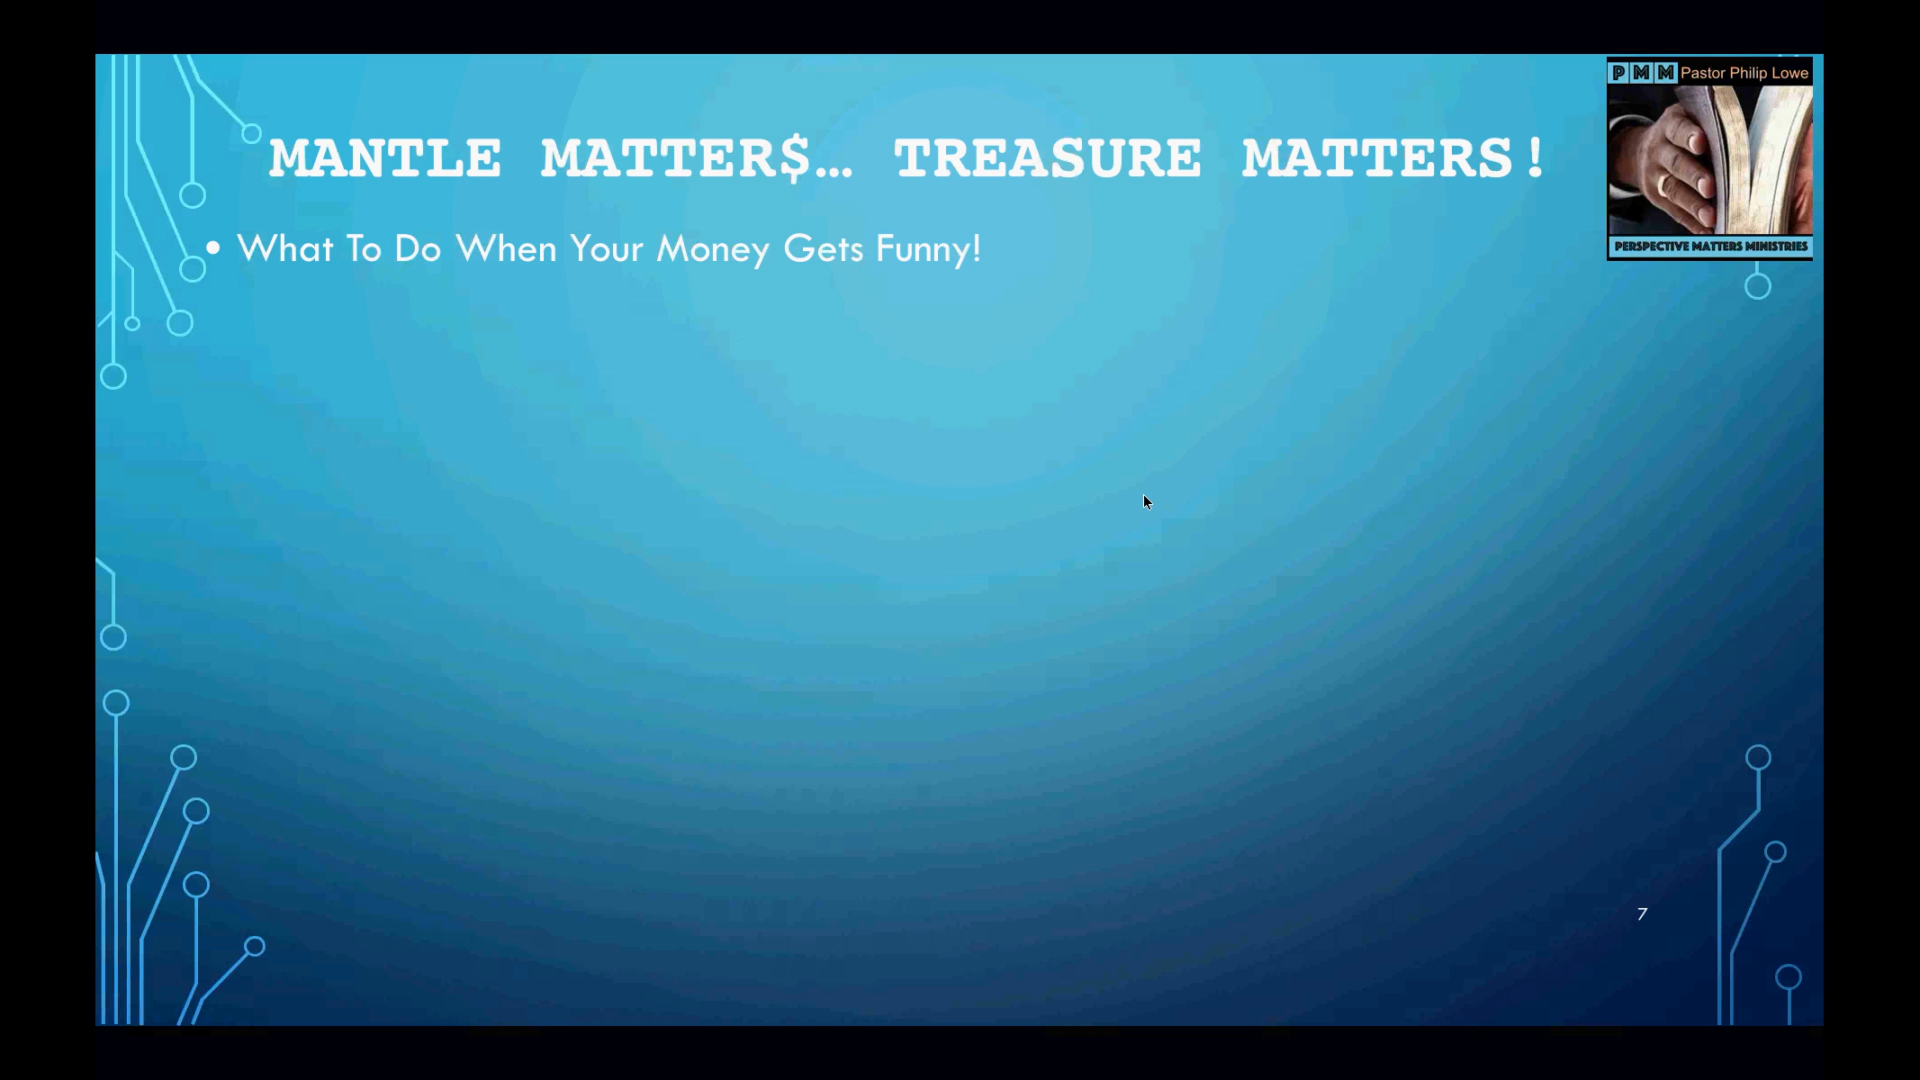 PMM Pastor Philip Lowe
MANTLE MATTER$... TREASURE MATTERS!
PERSPECTIVE MATTERS MINISTRIES
• What To Do When Your Money Gets Funny!
7